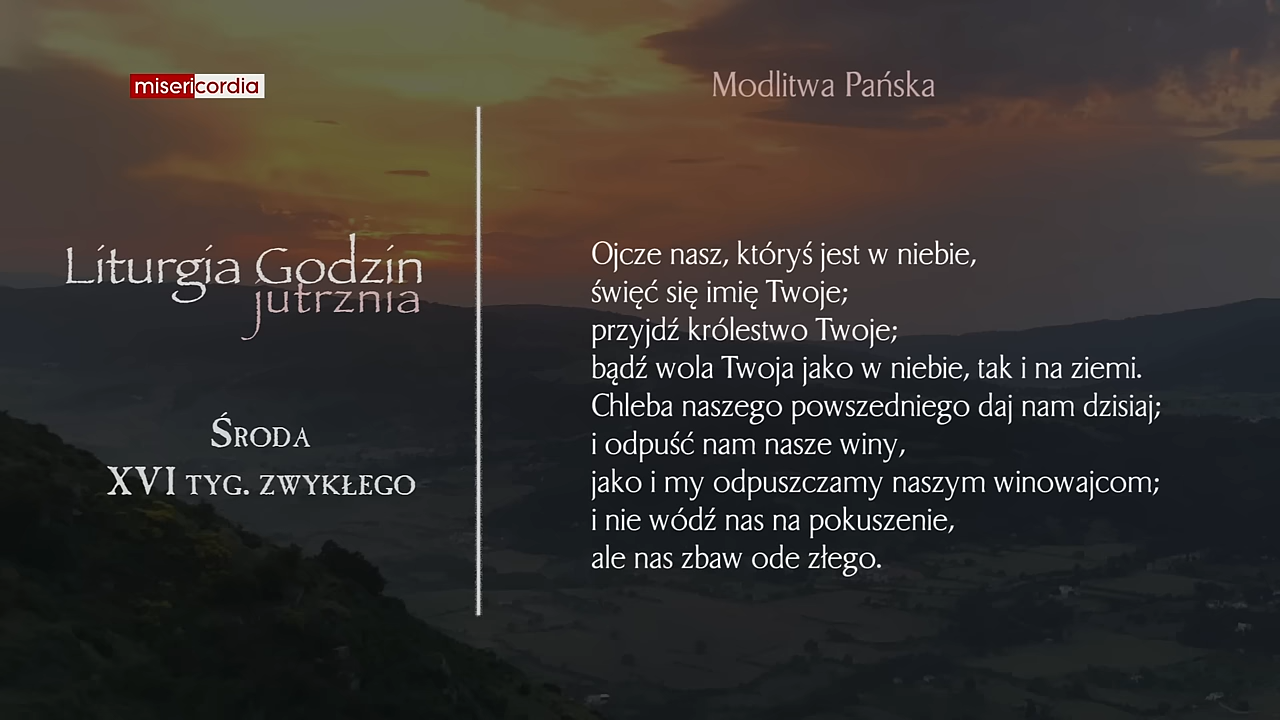 misericordia
Liturgia Godzin
jutrznia
Środa
XVI tyg. zwykłego
Modlitwa Pańska
Ojcze nasz, któryś jest w niebie,
święć się imię Twoje;
przyjdź królestwo Twoje;
bądź wola Twoja jako w niebie, tak i na ziemi.
Chleba naszego powszedniego daj nam dzisiaj;
i odpuść nam nasze winy,
jako i my odpuszczamy naszym winowajcom;
i nie wódź nas na pokuszenie,
ale nas zbaw ode złego.